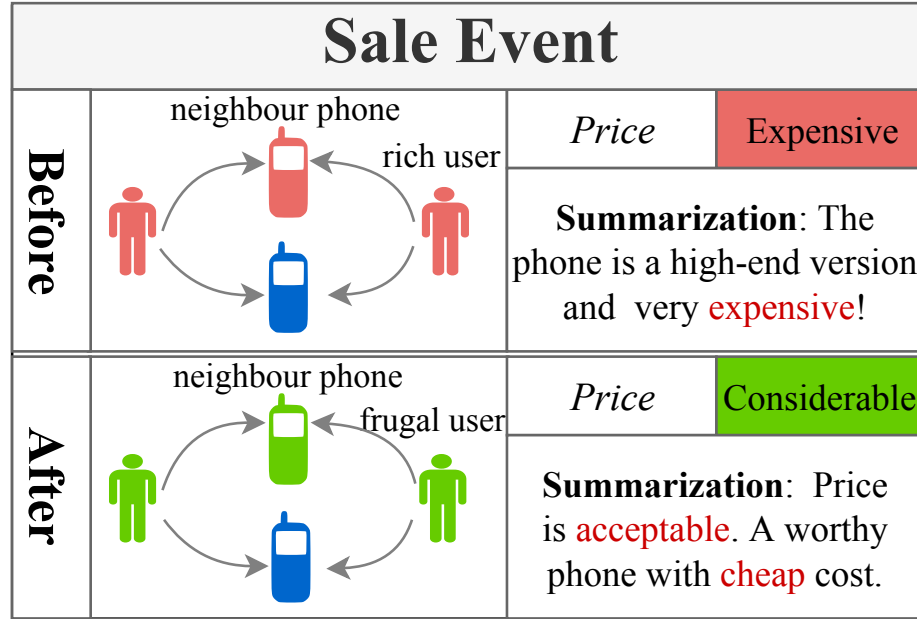 Sale Event
Before
neighbour phone
rich user
Price
Expensive
Summarization: The
phone is a high-end version
and very expensive!
After
neighbour phone
frugal user
Price
Considerable
Summarization: Price
is acceptable. A worthy
phone with cheap cost.